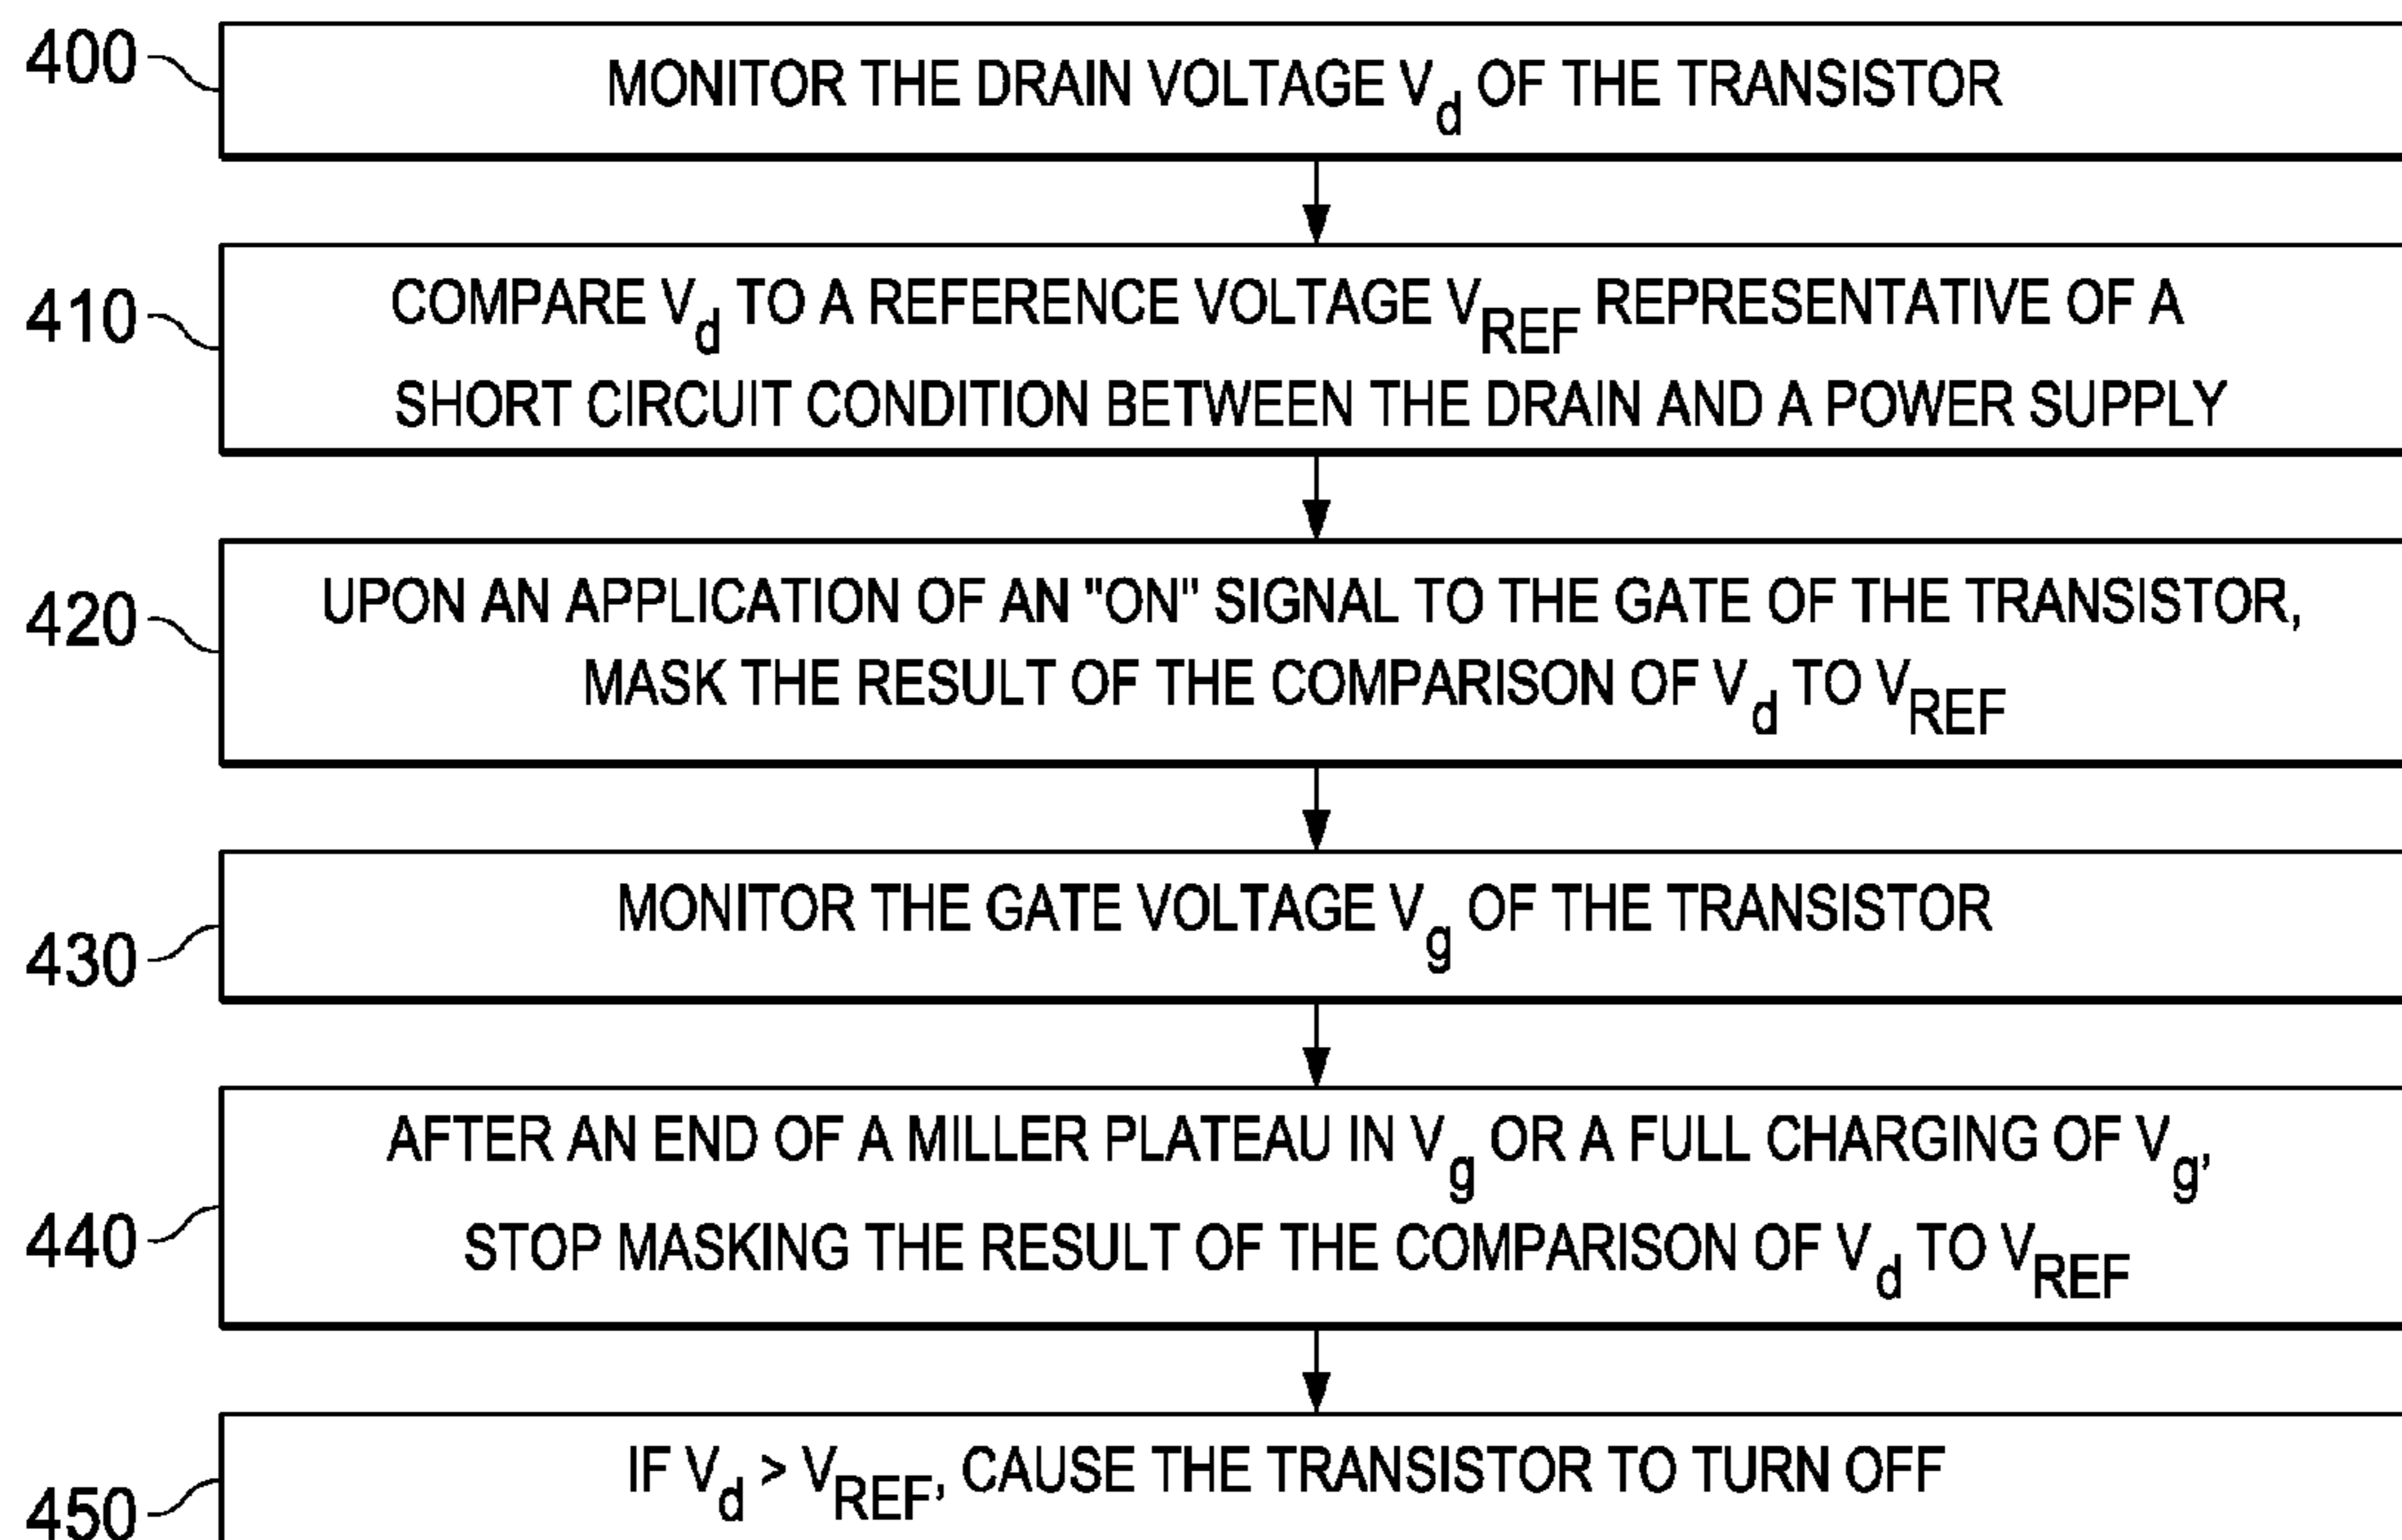 400
MONITOR THE DRAIN VOLTAGE Vd OF THE TRANSISTOR
410
COMPARE Vd TO A REFERENCE VOLTAGE VREF REPRESENTATIVE OF A
SHORT CIRCUIT CONDITION BETWEEN THE DRAIN AND A POWER SUPPLY
420
UPON AN APPLICATION OF AN "ON" SIGNAL TO THE GATE OF THE TRANSISTOR,
MASK THE RESULT OF THE COMPARISON OF Vd TO VREF
430
MONITOR THE GATE VOLTAGE Vg OF THE TRANSISTOR
440
AFTER AN END OF A MILLER PLATEAU IN Vg OR A FULL CHARGING OF Vg,
STOP MASKING THE RESULT OF THE COMPARISON OF Vd TO VREF
450
IF Vd > VREF, CAUSE THE TRANSISTOR TO TURN OFF